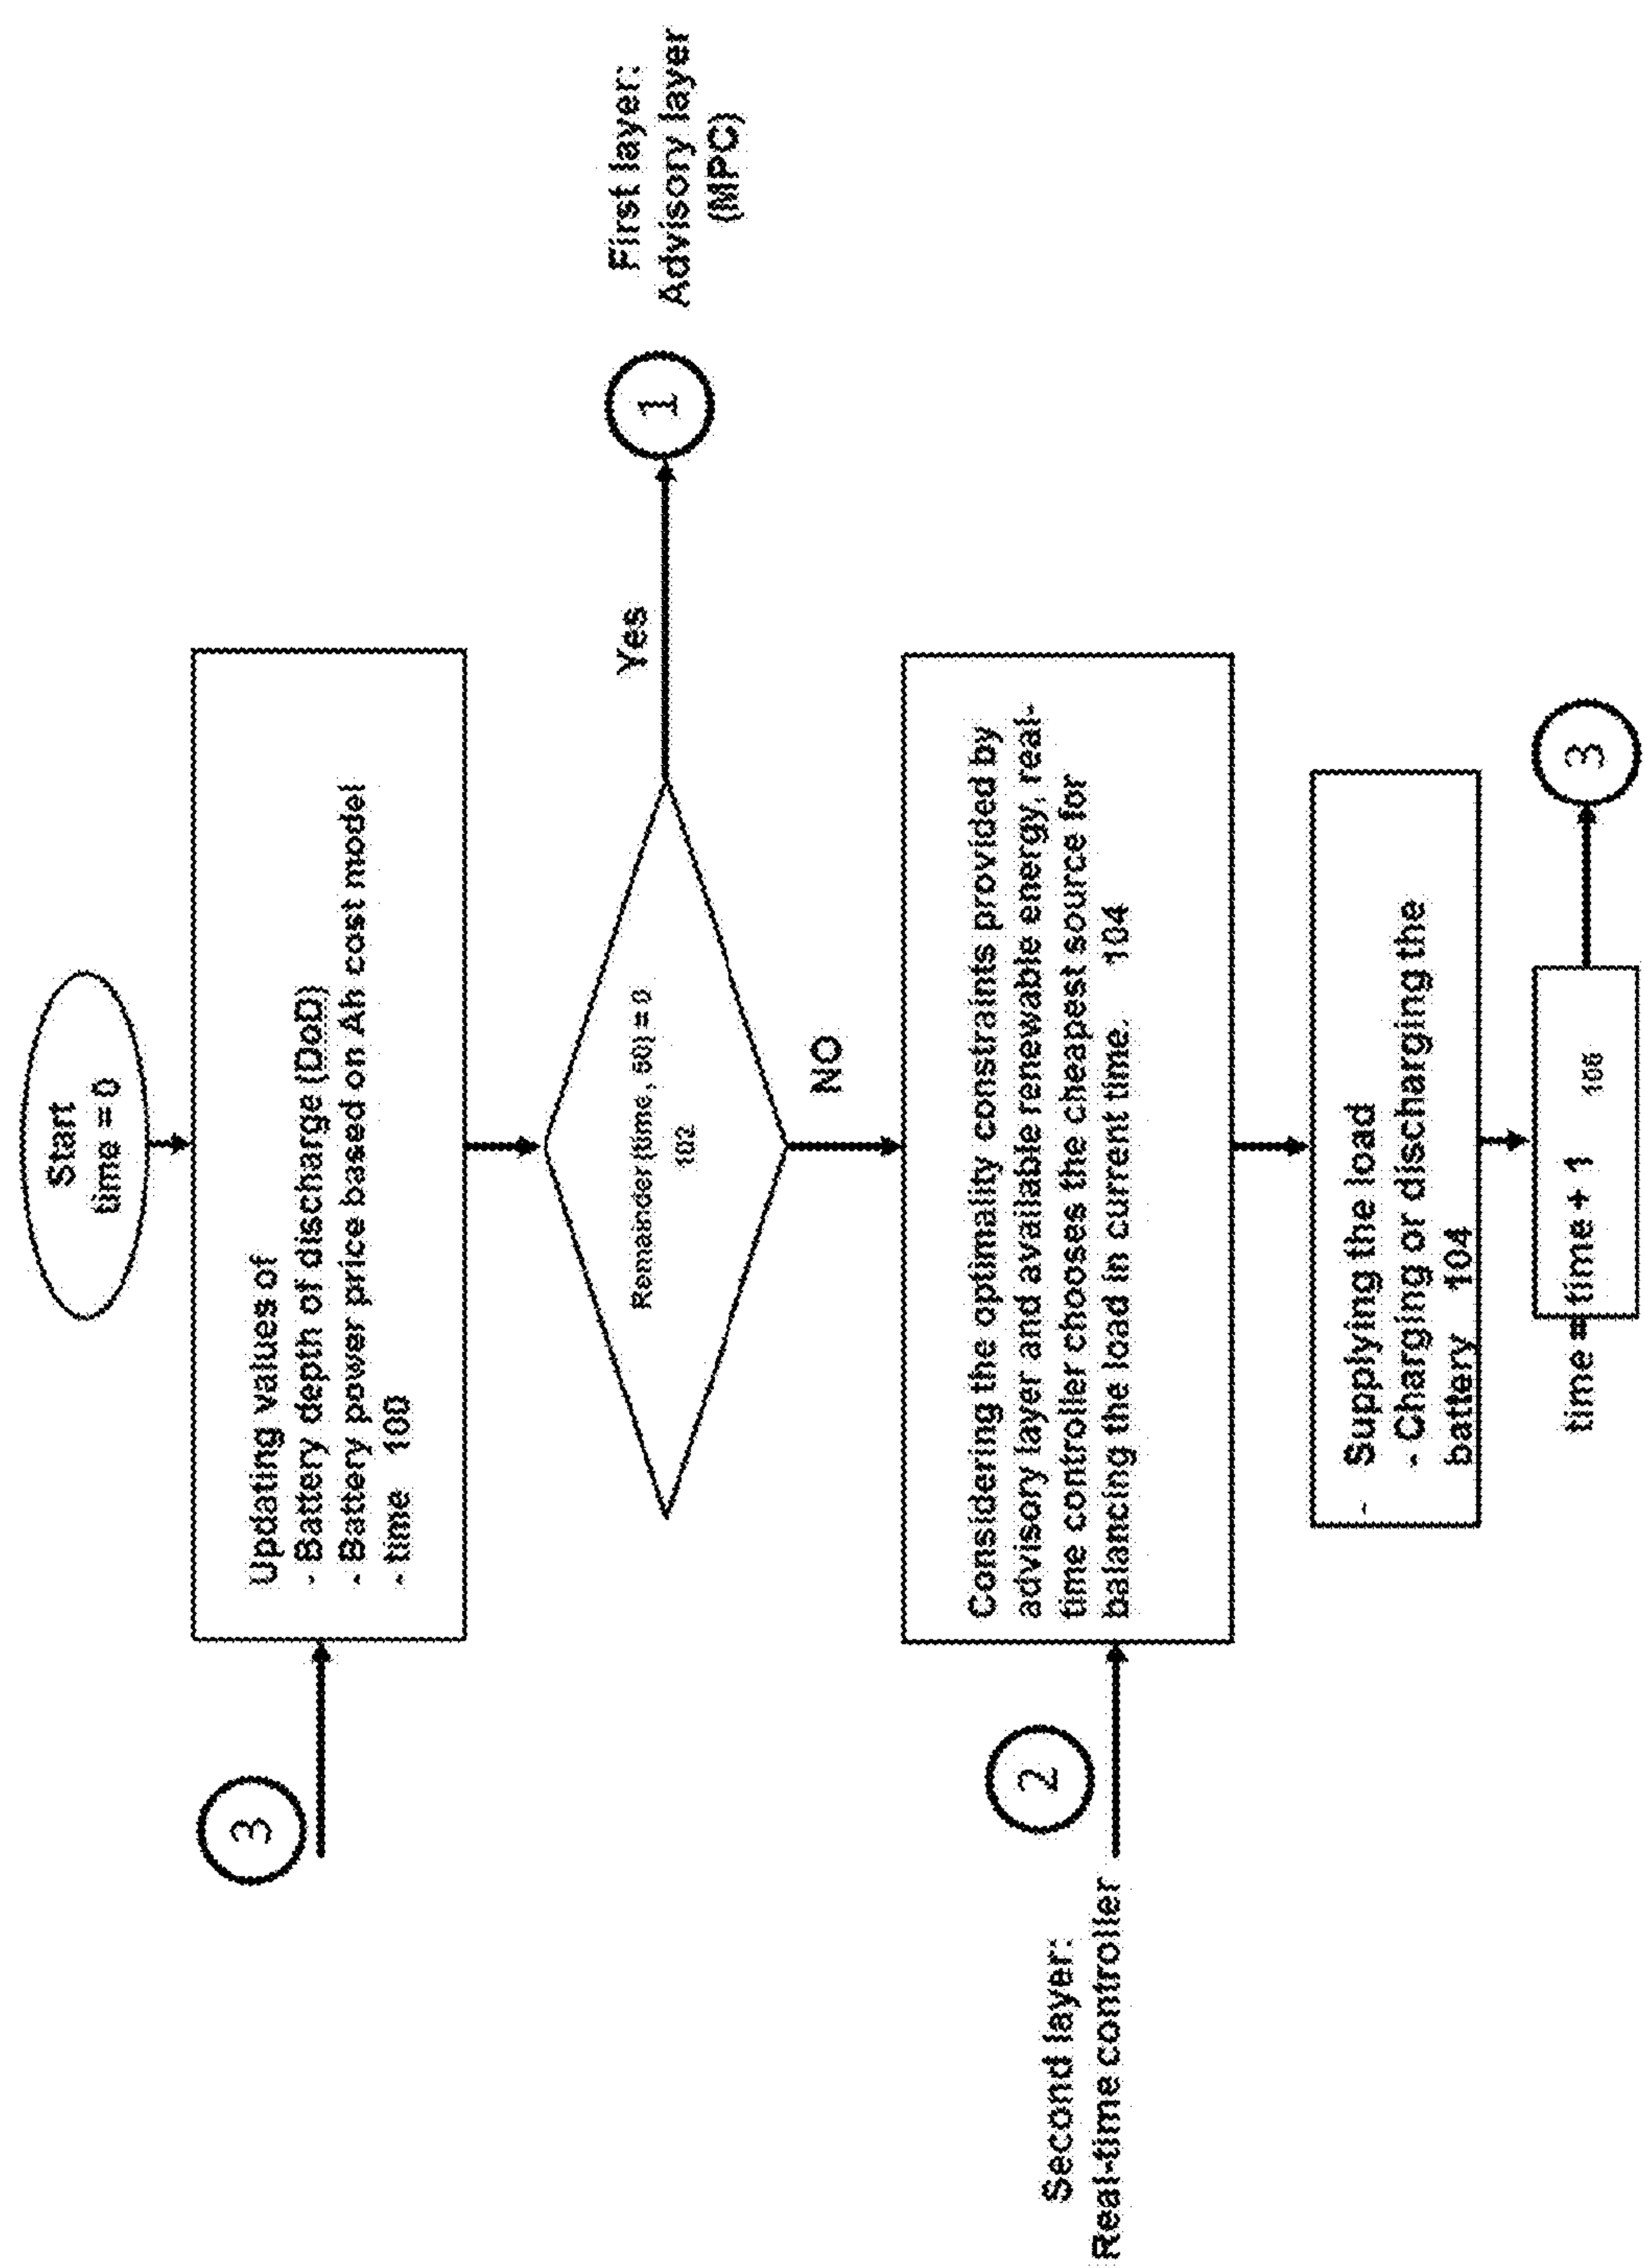 Start
time = 0
3
Updating values of
- Battery depth of discharge (DoD)
- Battery power price based on Ah cost model
- time 100
Remainder(time , 60) = 0
102
Yes
1
First layer:
Advisory layer
(MPC)
NO
Second layer:
Real-time controller
2
Considering the optimality constraints provided by
advisory layer and available renewable energy, real-
time controller chooses the cheapest source for
balancing the load in current time. 104
- Supplying the load
- Charging or discharging the
battery 104
time = time + 1
3